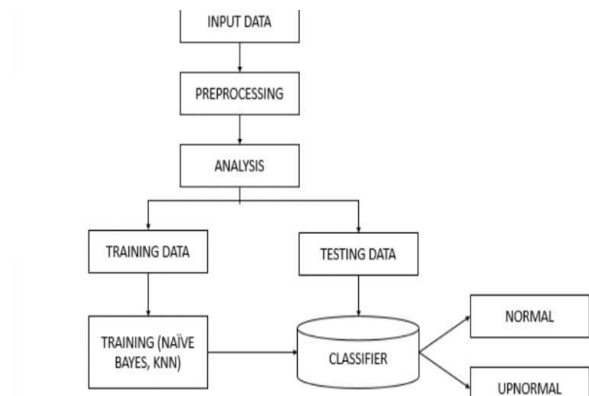 INPUT DATA
PREPROCESSING
ANALYSIS
TRAINING DATA
TESTING DATA
TRAINING (NAÏVE
BAYES, KNN)
CLASSIFIER
NORMAL
UPNORMAL